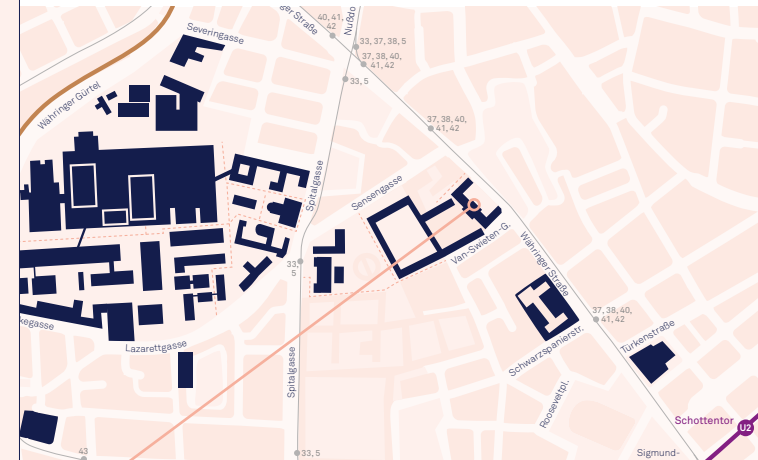 40, 41,
42
ger Straße
Nußdo
Severingasse
33, 37, 38, 5
37, 38, 40,
41, 42
33, 5
Währinger Gürtel
37, 38, 40,
41, 42
Spitalgasse
Sensengasse
Van-Swieten-G.
Währinger Straße
33,
5
37, 38, 40,
41, 42
kegasse
Lazarettgasse
Türkenstraße
Schwarzspanierstr.
Spitalgasse
Rooseveltpl.
Schottentor
U2
43
33, 5
Sigmund-